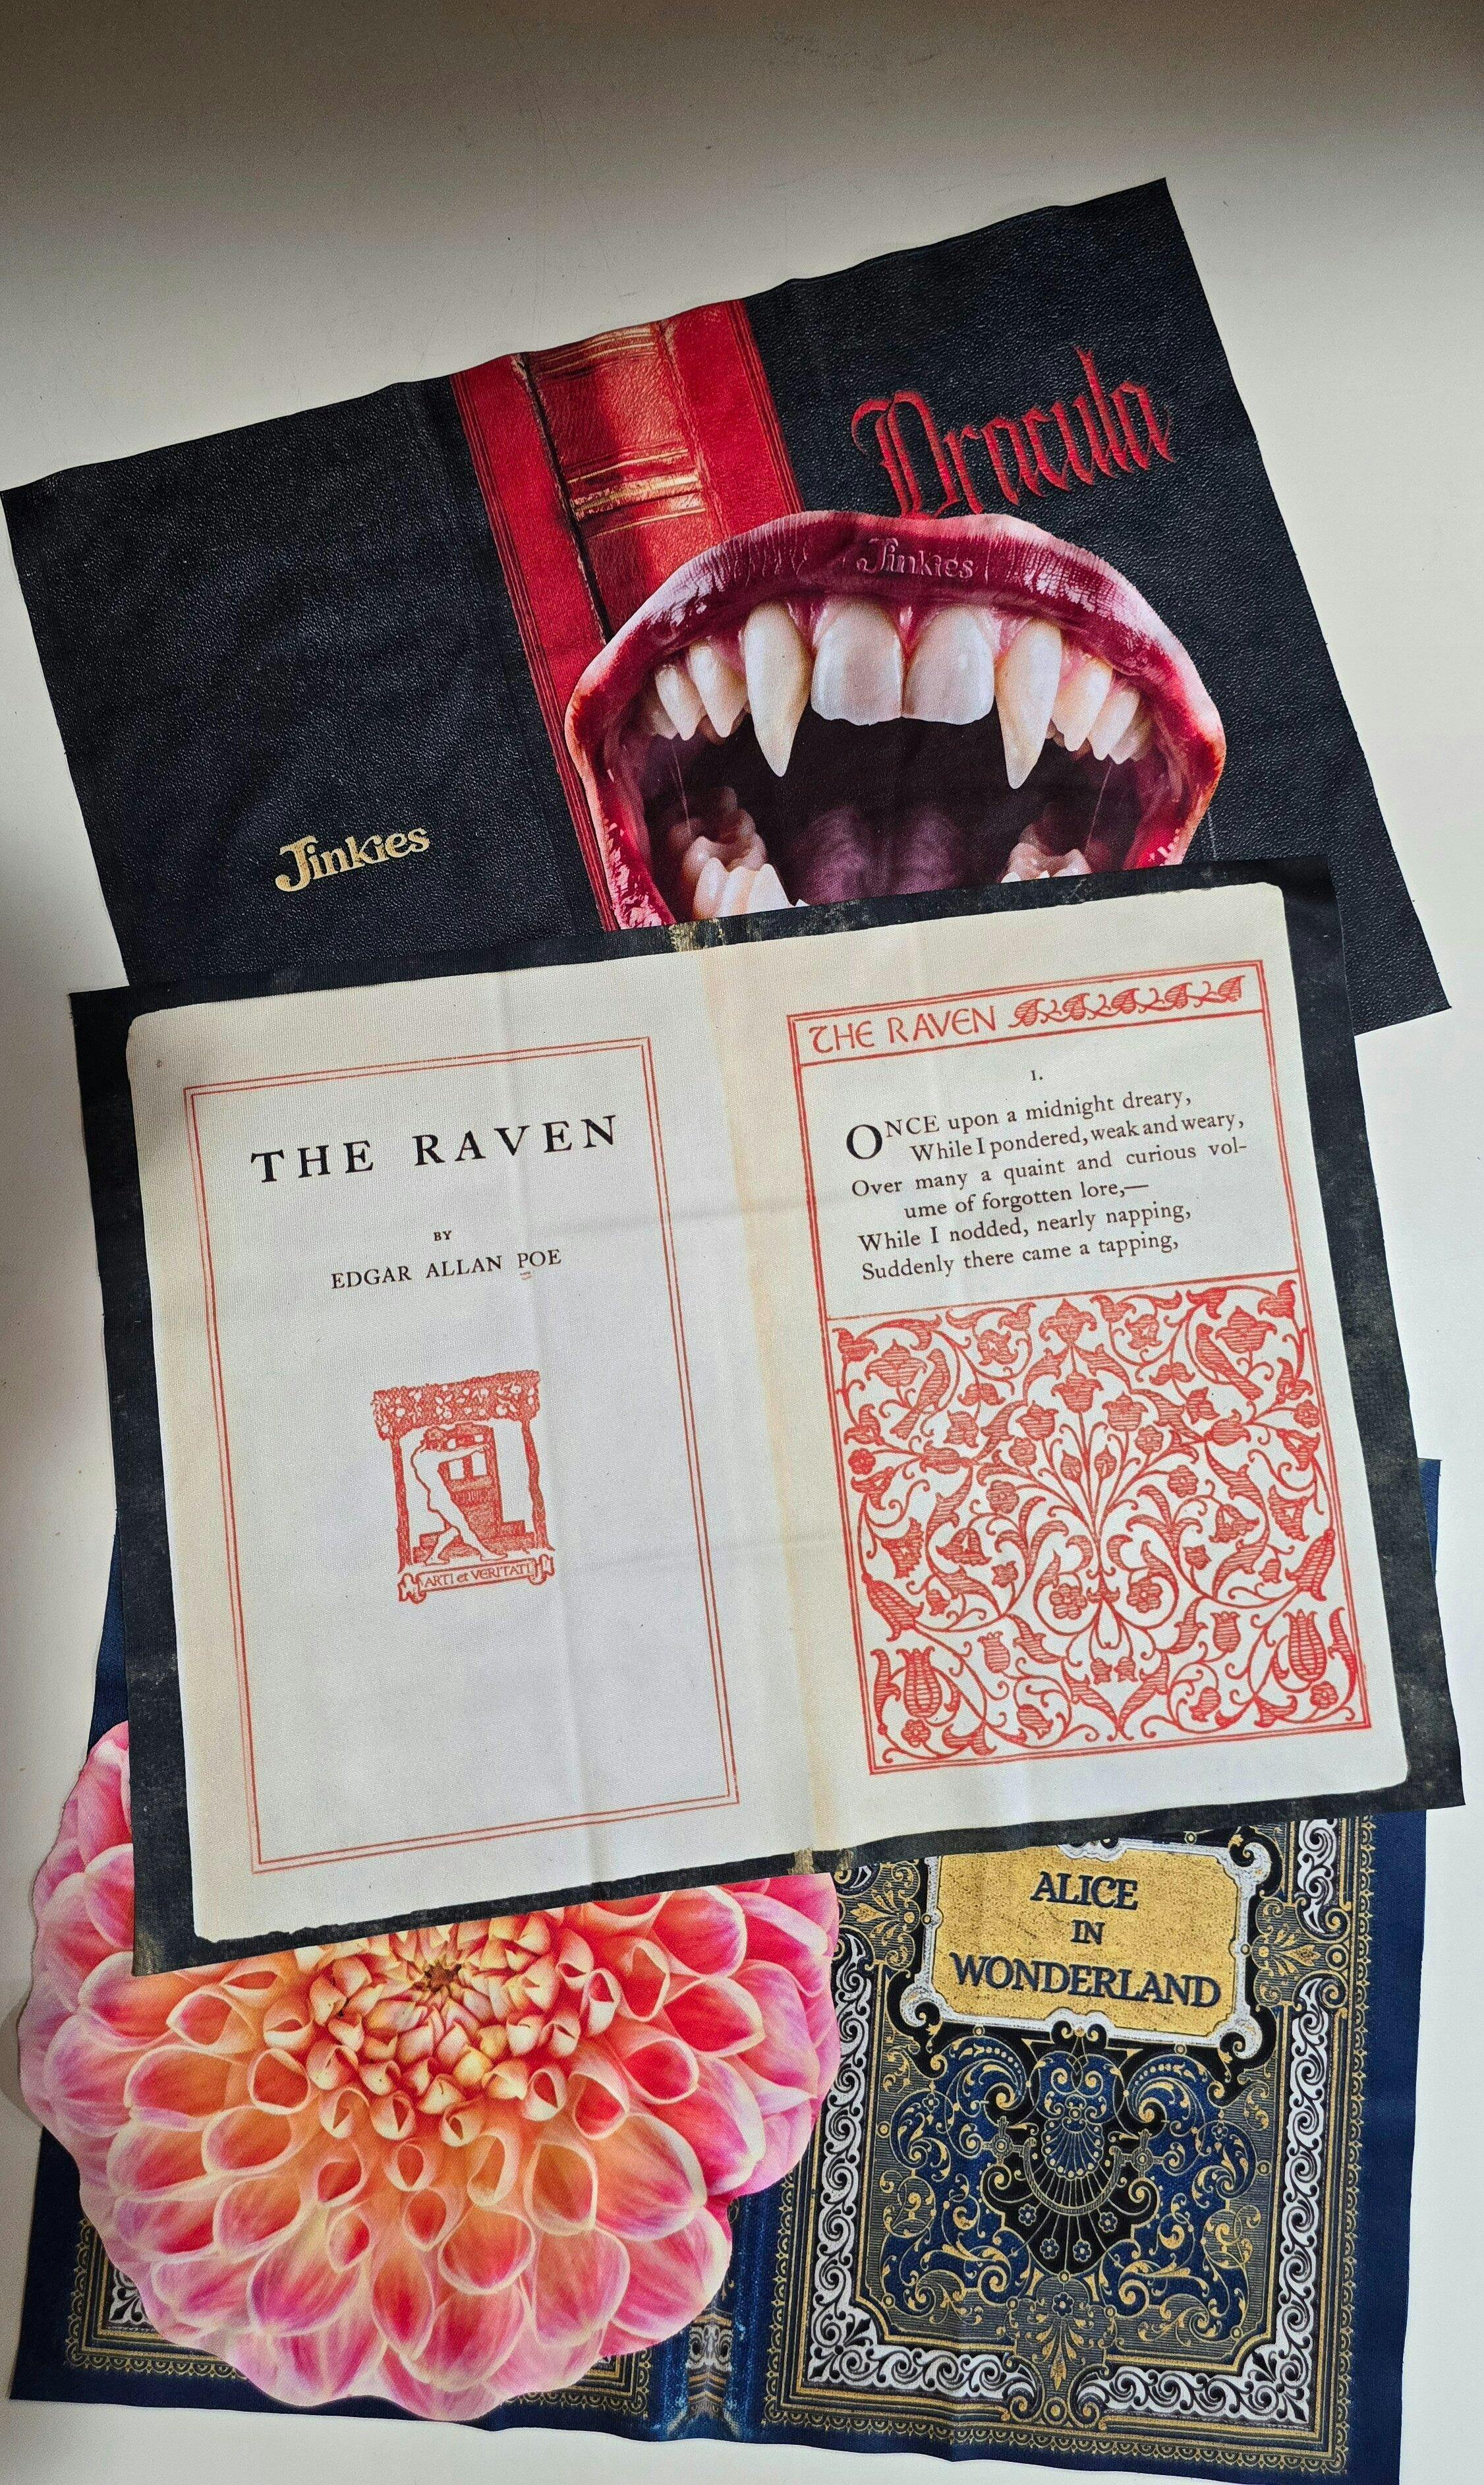 Dracula
Jinkies
Jinkies
THE RAVEN
BY
EDGAR ALLAN POE
ARTI et VERITATI
THE RAVEN
I.
ONCE upon a midnight dreary,
While I pondered, weak and weary,
Over many a quaint and curious vol-
ume of forgotten lore,—
While I nodded, nearly napping,
Suddenly there came a tapping,
ALICE
IN
WONDERLAND